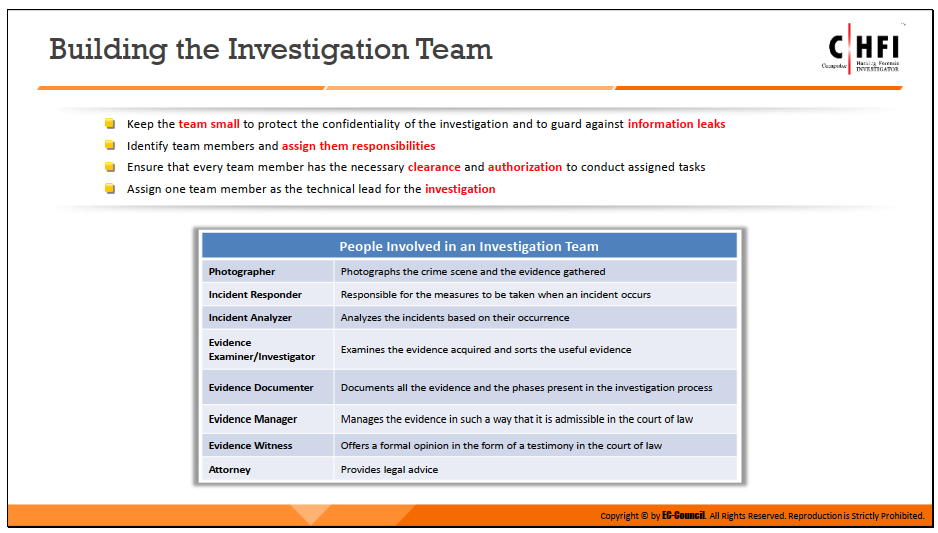 Building the Investigation Team
CHFI
Computer Hacking Forensic
INVESTIGATOR
Keep the team small to protect the confidentiality of the investigation and to guard against information leaks
Identify team members and assign them responsibilities
Ensure that every team member has the necessary clearance and authorization to conduct assigned tasks
Assign one team member as the technical lead for the investigation
People Involved in an Investigation Team
Photographer Photographs the crime scene and the evidence gathered
Incident Responder Responsible for the measures to be taken when an incident occurs
Incident Analyzer Analyzes the incidents based on their occurrence
Evidence
Examiner/Investigator Examines the evidence acquired and sorts the useful evidence
Evidence Documenter Documents all the evidence and the phases present in the investigation process
Evidence Manager Manages the evidence in such a way that it is admissible in the court of law
Evidence Witness Offers a formal opinion in the form of a testimony in the court of law
Attorney Provides legal advice
Copyright © by EC-Council. All Rights Reserved. Reproduction is Strictly Prohibited.